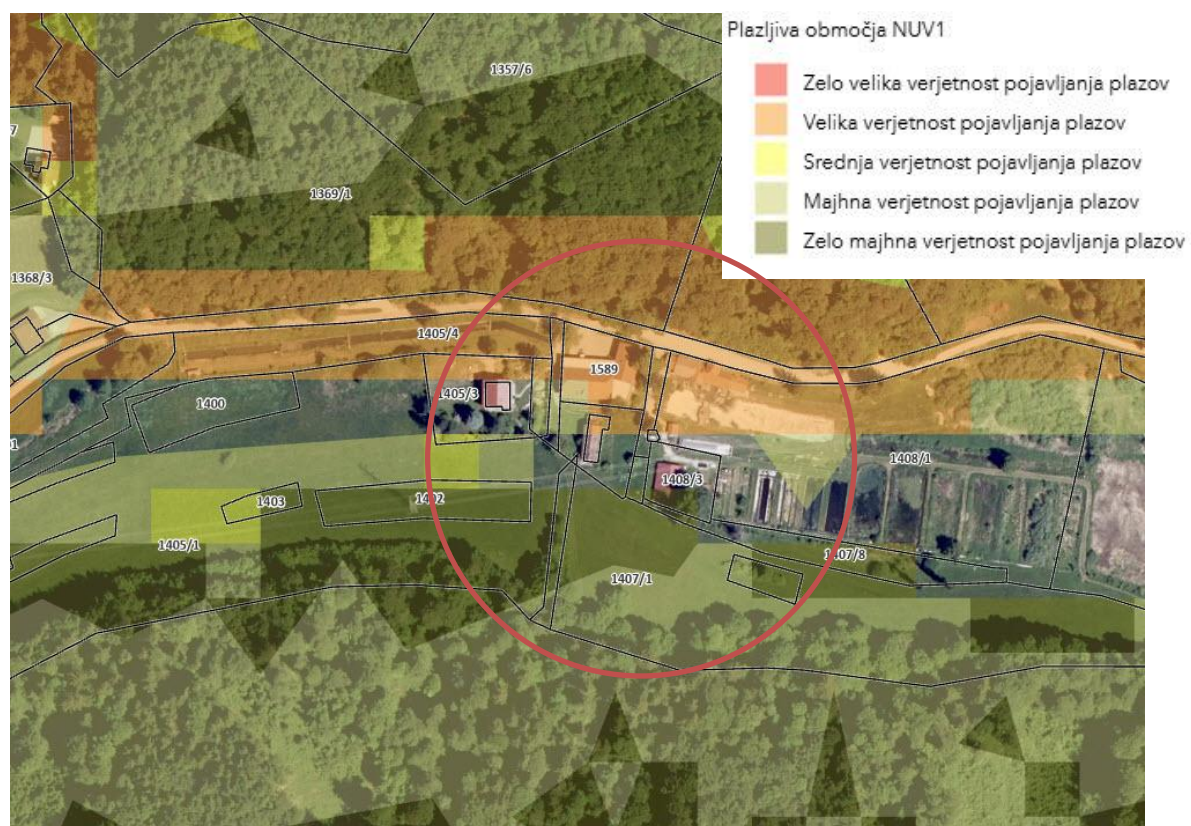 Plazljiva območja NUV1
Zelo velika verjetnost pojavljanja plazov
Velika verjetnost pojavljanja plazov
Srednja verjetnost pojavljanja plazov
Majhna verjetnost pojavljanja plazov
Zelo majhna verjetnost pojavljanja plazov
1357/6
7
1369/1
1368/3
1405/4
1589
1405/3
1400
1
1408/1
1408/3
1403
1402
1405/1
1407/8
1407/1